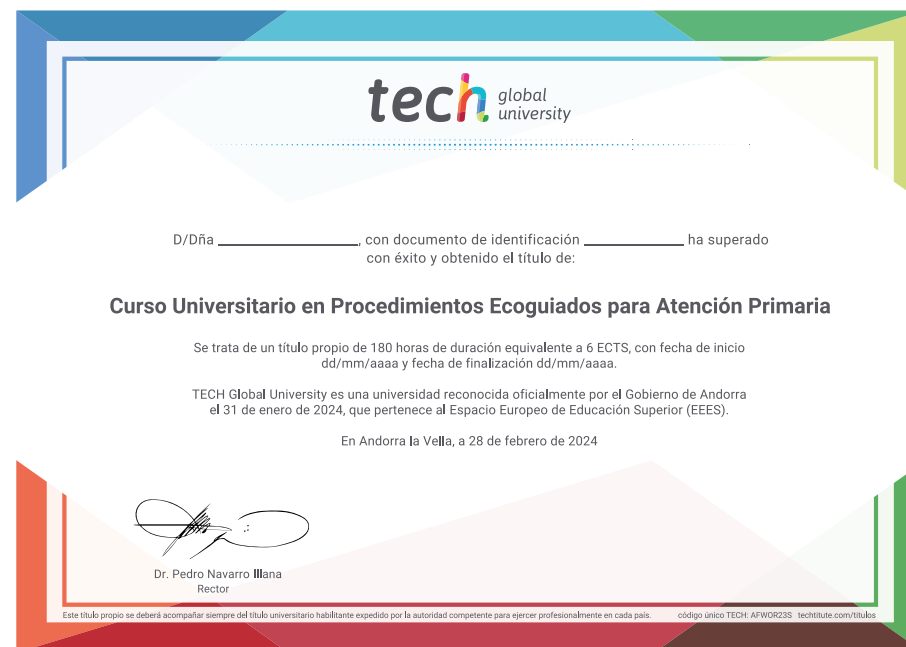 tech global university
D/Dña ____________________, con documento de identificación ______________ ha superado
con éxito y obtenido el título de:
Curso Universitario en Procedimientos Ecoguiados para Atención Primaria
Se trata de un título propio de 180 horas de duración equivalente a 6 ECTS, con fecha de inicio
dd/mm/aaaa y fecha de finalización dd/mm/aaaa.
TECH Global University es una universidad reconocida oficialmente por el Gobierno de Andorra
el 31 de enero de 2024, que pertenece al Espacio Europeo de Educación Superior (EEES).
En Andorra la Vella, a 28 de febrero de 2024
Dr. Pedro Navarro Illana
Rector
Este título propio se deberá acompañar siempre del título universitario habilitante expedido por la autoridad competente para ejercer profesionalmente en cada país. código único TECH: AFWOR23S techtitute.com/titulos